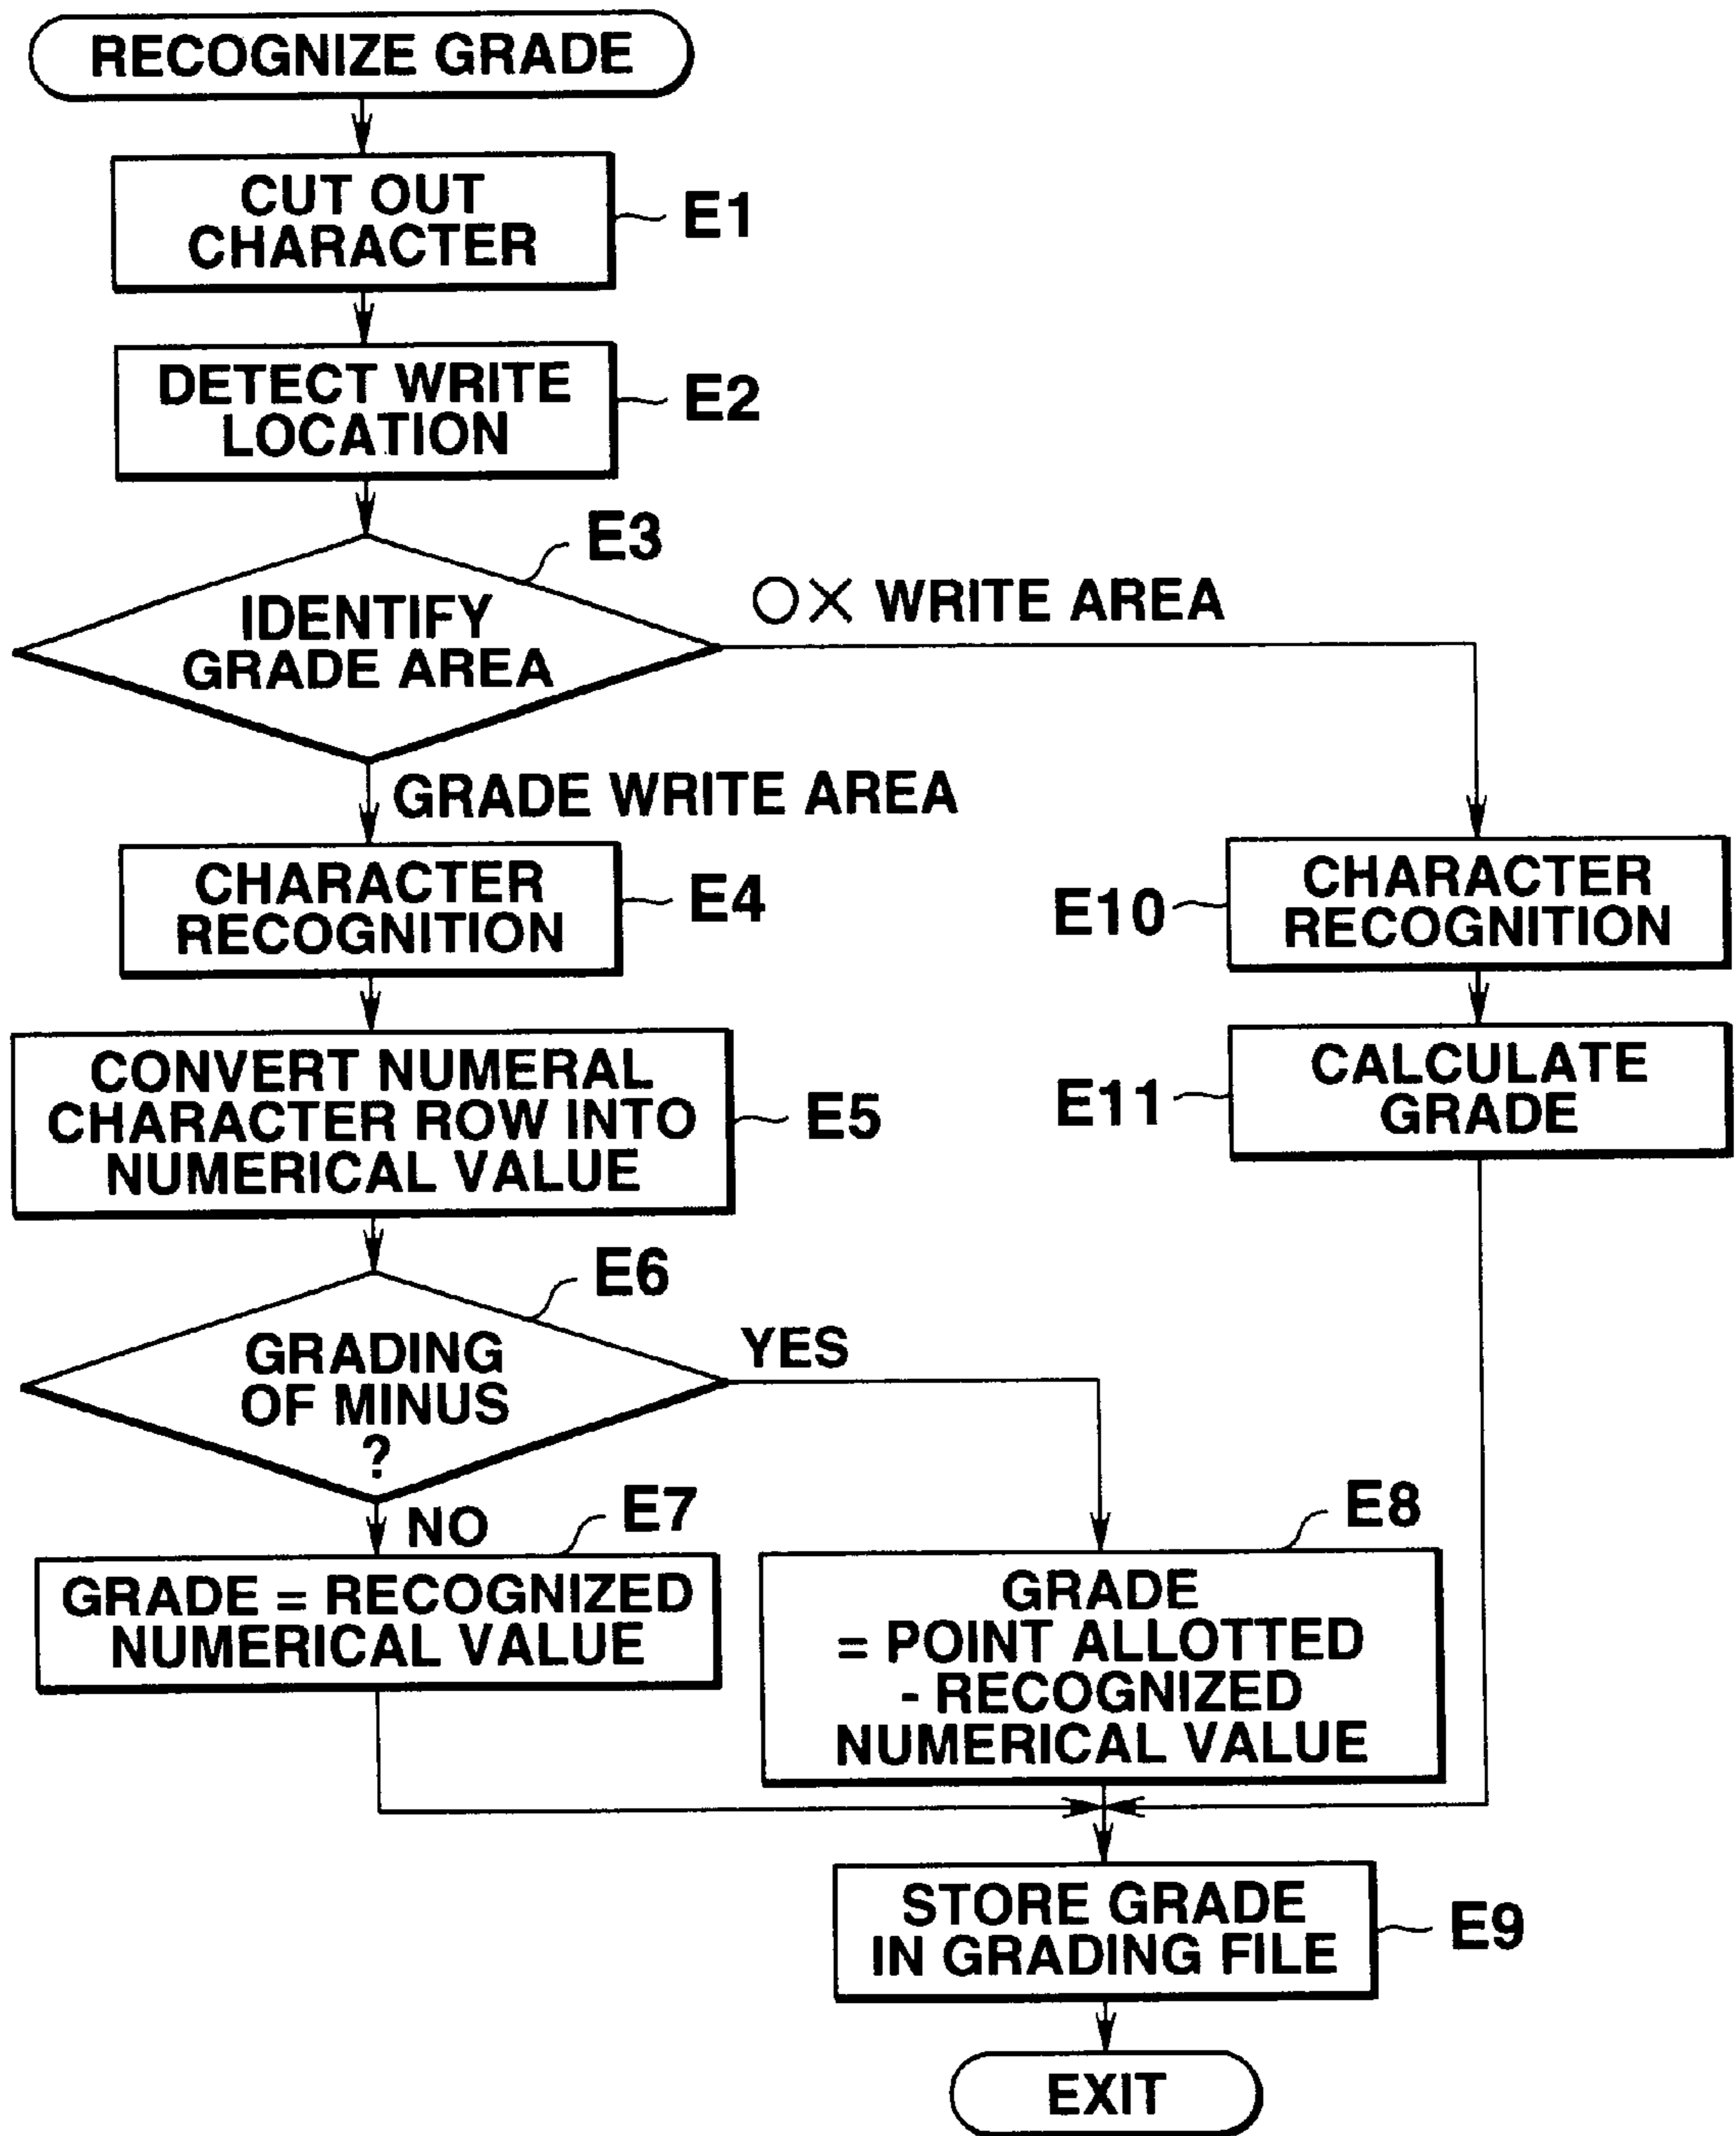 RECOGNIZE GRADE
CUT OUT
CHARACTER
E1
DETECT WRITE
LOCATION
E2
E3
IDENTIFY
GRADE AREA
○× WRITE AREA
GRADE WRITE AREA
CHARACTER
RECOGNITION
E4
E10
CHARACTER
RECOGNITION
CONVERT NUMERAL
CHARACTER ROW INTO
NUMERICAL VALUE
E5
E11
CALCULATE
GRADE
E6
GRADING
OF MINUS
?
YES
NO
E7
GRADE = RECOGNIZED
NUMERICAL VALUE
E8
GRADE
= POINT ALLOTTED
- RECOGNIZED
NUMERICAL VALUE
STORE GRADE
IN GRADING FILE
E9
EXIT